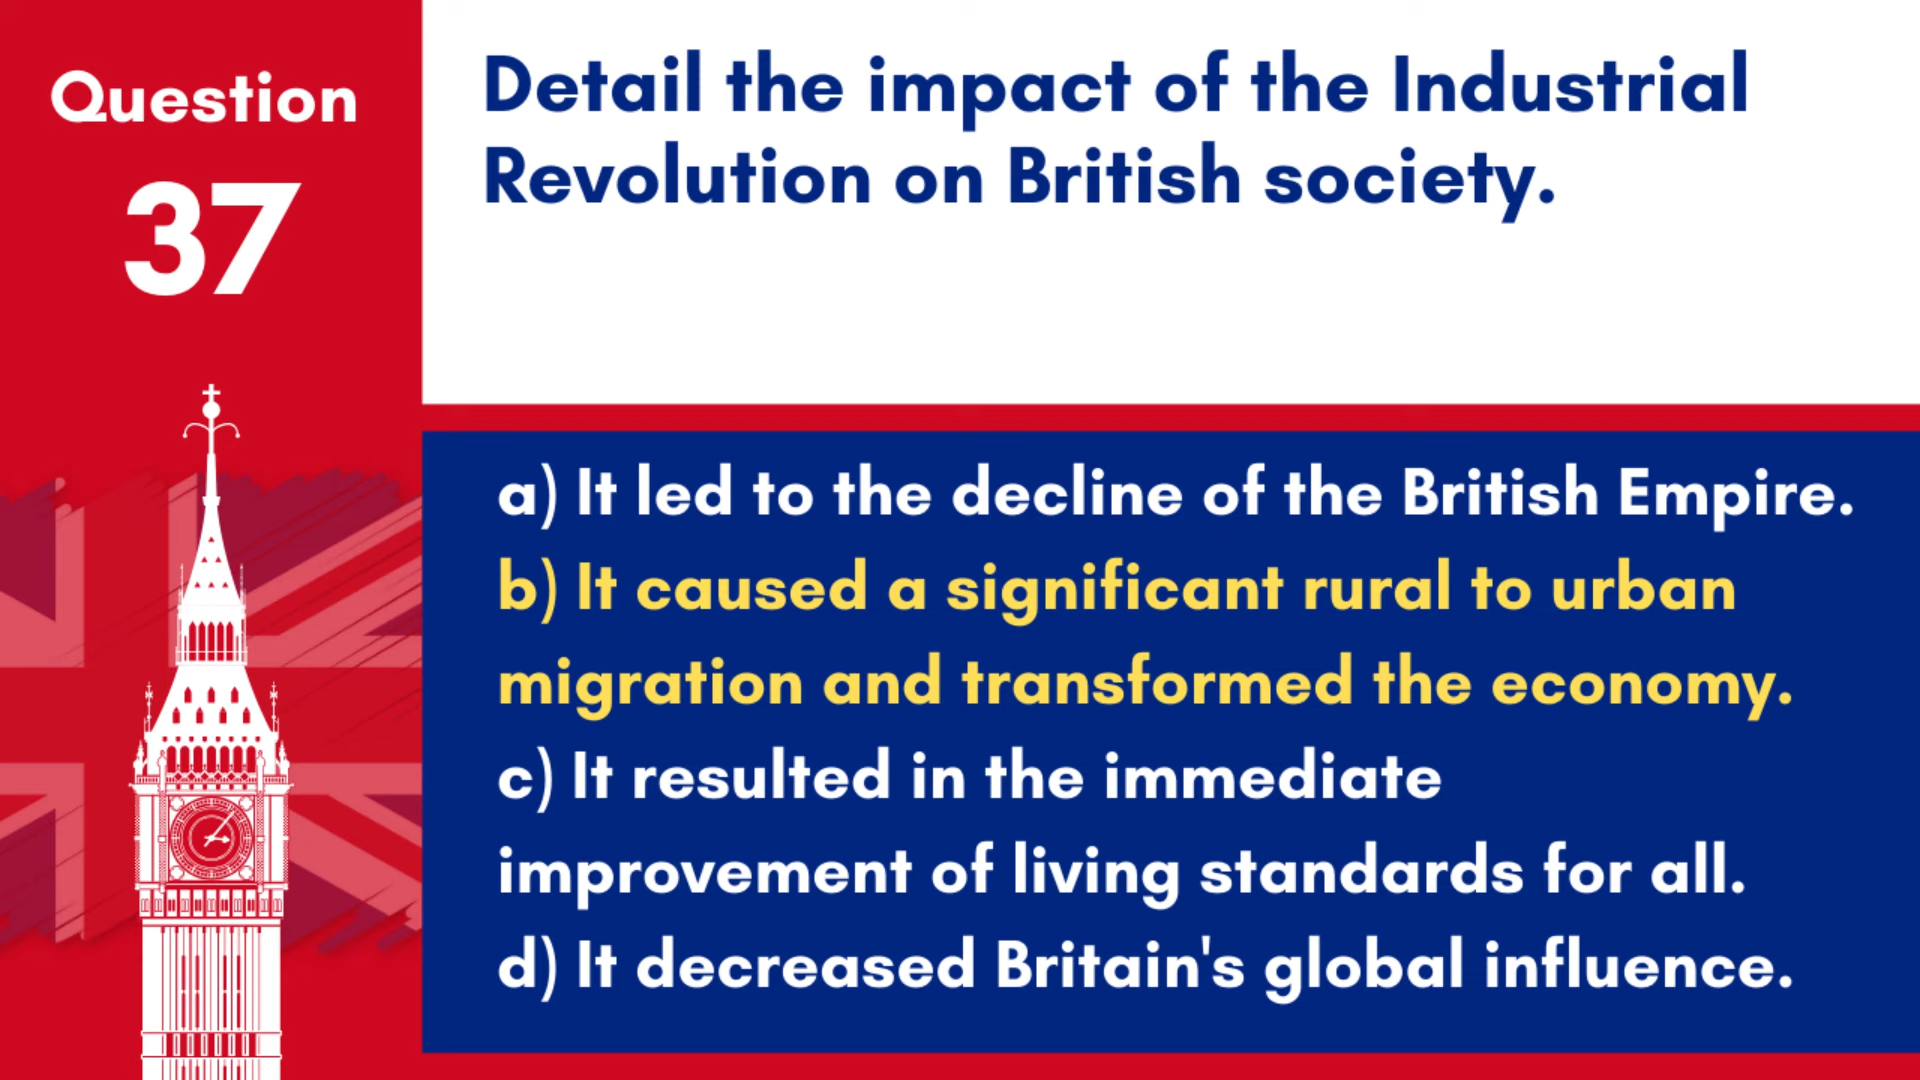 Question
37
Detail the impact of the Industrial
Revolution on British society.
a) It led to the decline of the British Empire.
b) It caused a significant rural to urban
migration and transformed the economy.
c) It resulted in the immediate
improvement of living standards for all.
d) It decreased Britain's global influence.